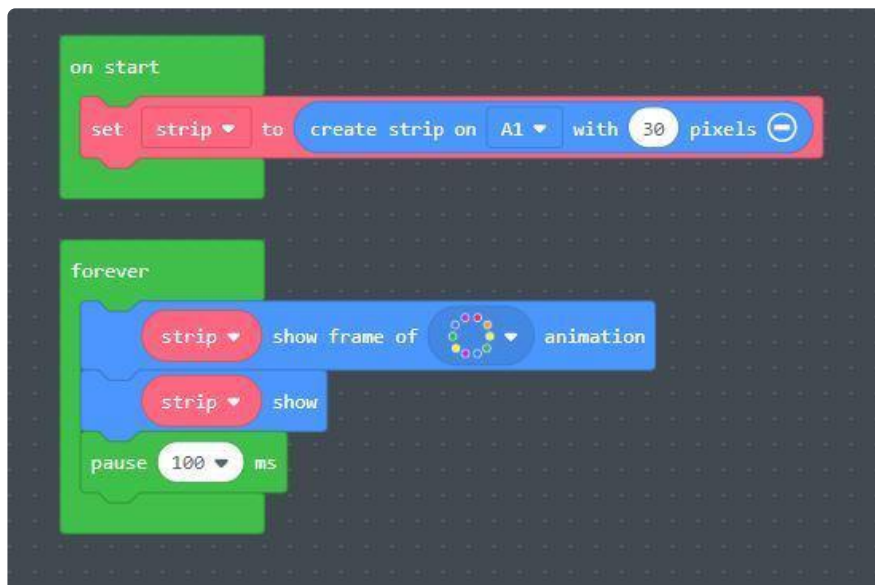 on start
set strip to create strip on A1 with 30 pixels
forever
strip show frame of animation
strip show
pause 100 ms